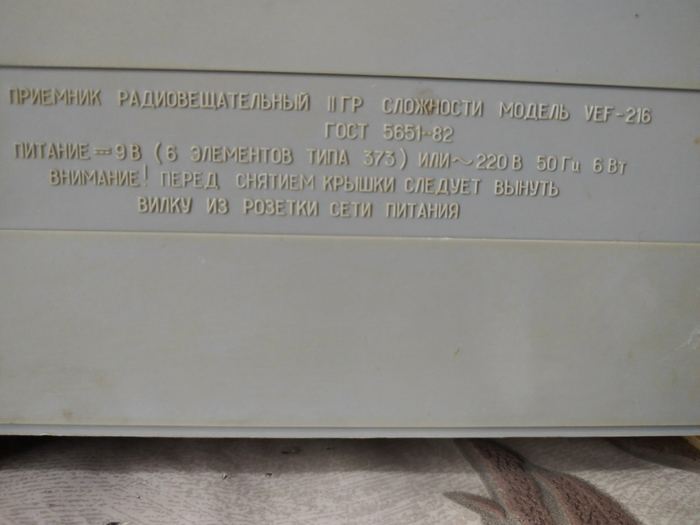 ПРИЕМНИК РАДИОВЕЩАТЕЛЬНЫЙ II ГР СЛОЖНОСТИ МОДЕЛЬ VEF-216
ГОСТ 5651-82
ПИТАНИЕ = 9 В (6 ЭЛЕМЕНТОВ ТИПА 373) ИЛИ ~ 220 В 50 Гц 6 Вт
ВНИМАНИЕ! ПЕРЕД СНЯТИЕМ КРЫШКИ СЛЕДУЕТ ВЫНУТЬ
ВИЛКУ ИЗ РОЗЕТКИ СЕТИ ПИТАНИЯ